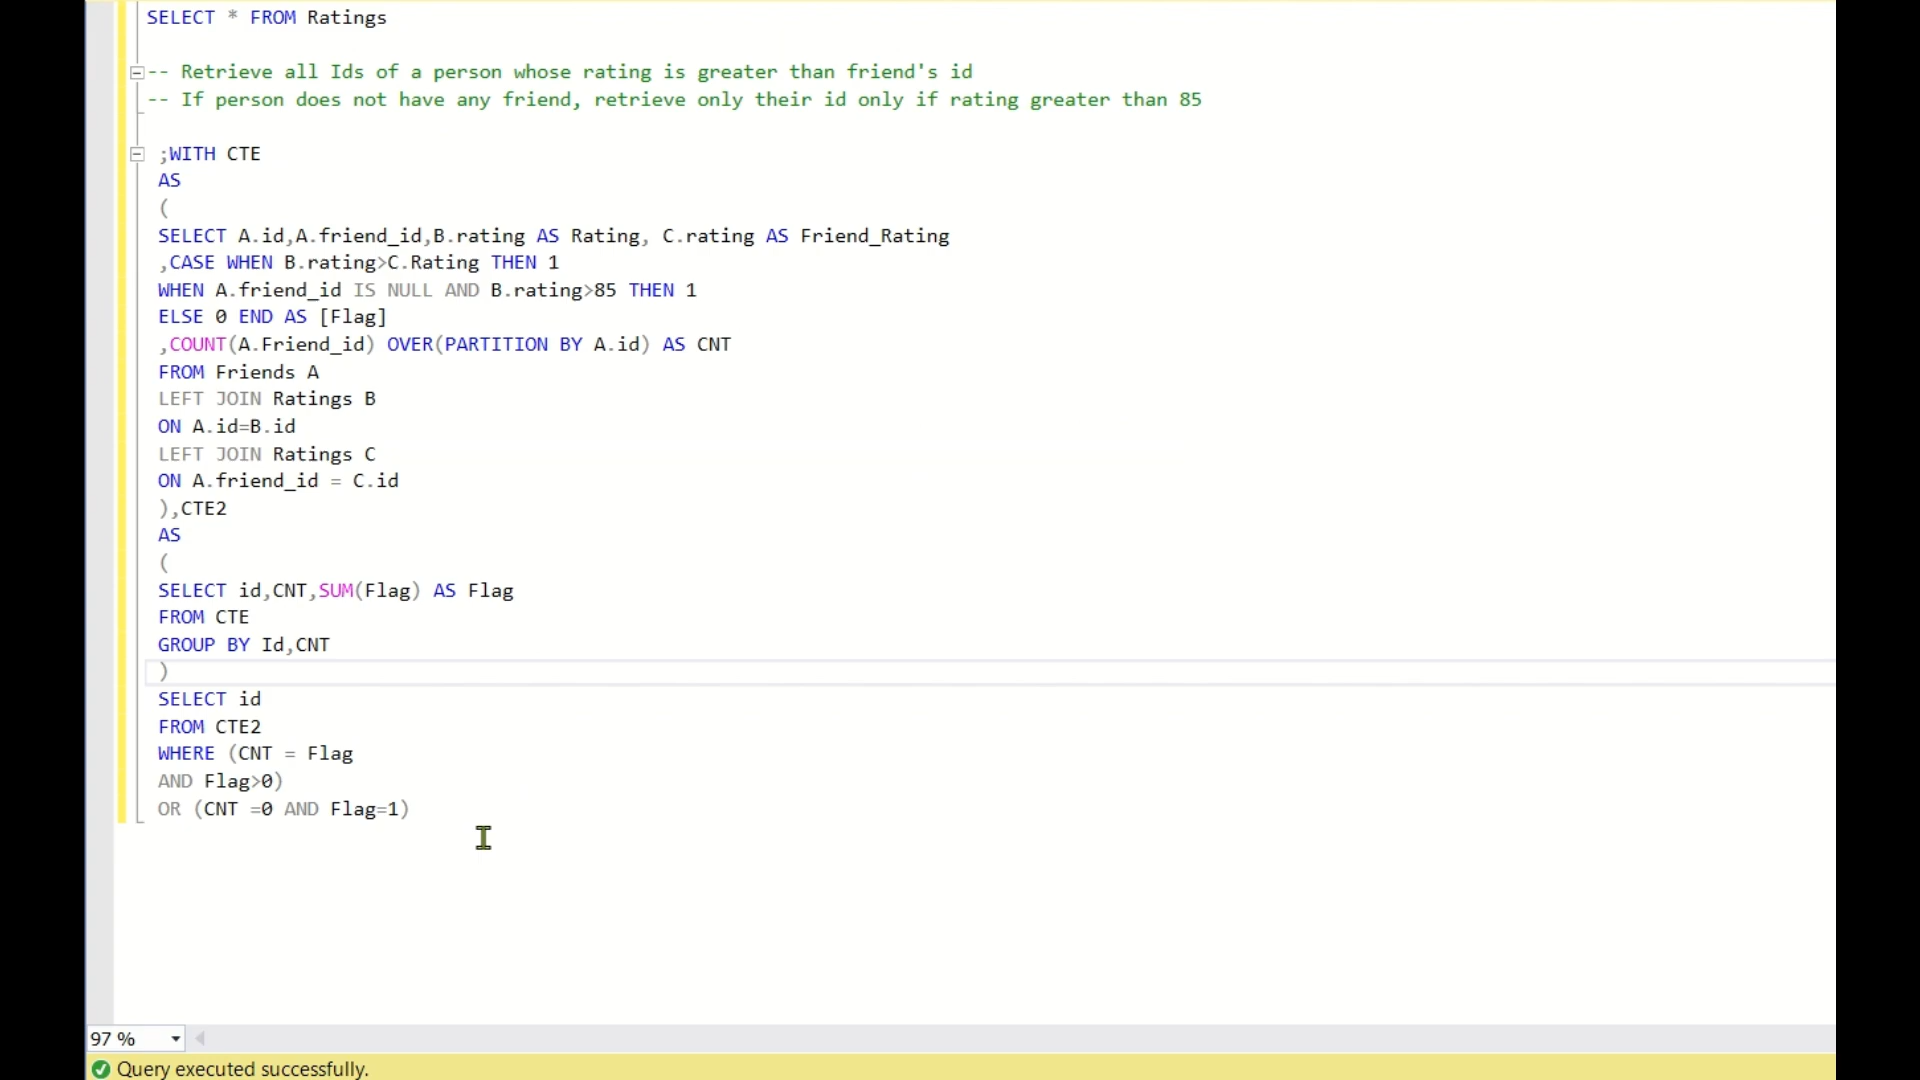 SELECT * FROM Ratings
-- Retrieve all Ids of a person whose rating is greater than friend's id
-- If person does not have any friend, retrieve only their id only if rating greater than 85
;WITH CTE
AS
(
SELECT A.id,A.friend_id,B.rating AS Rating, C.rating AS Friend_Rating
,CASE WHEN B.rating>C.Rating THEN 1
WHEN A.friend_id IS NULL AND B.rating>85 THEN 1
ELSE 0 END AS [Flag]
,COUNT(A.Friend_id) OVER(PARTITION BY A.id) AS CNT
FROM Friends A
LEFT JOIN Ratings B
ON A.id=B.id
LEFT JOIN Ratings C
ON A.friend_id = C.id
),CTE2
AS
(
SELECT id,CNT,SUM(Flag) AS Flag
FROM CTE
GROUP BY Id,CNT
)
SELECT id
FROM CTE2
WHERE (CNT = Flag
AND Flag>0)
OR (CNT =0 AND Flag=1)
97 %
Query executed successfully.